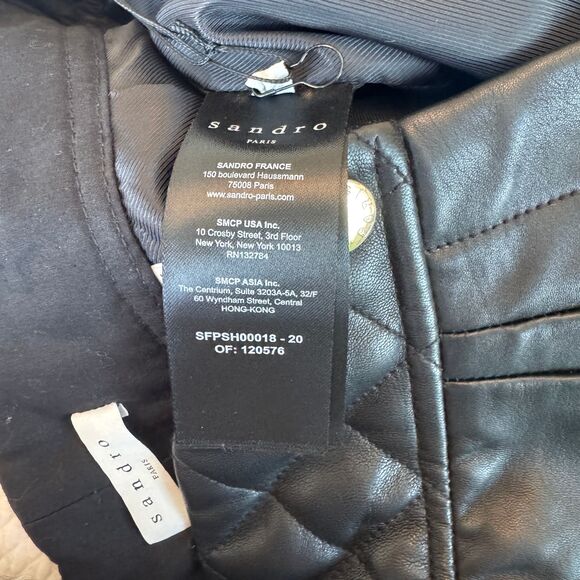 sandro
PARIS
SANDRO FRANCE
150 boulevard Haussmann
75008 Paris
www.sandro-paris.com
SMCP USA Inc.
10 Crosby Street, 3rd Floor
New York, New York 10013
RN132784
SMCP ASIA Inc.
The Centrium, Suite 3203A-5A, 32/F
60 Wyndham Street, Central
HONG-KONG
SFPSH00018 - 20
OF: 120576
sandro
PARIS